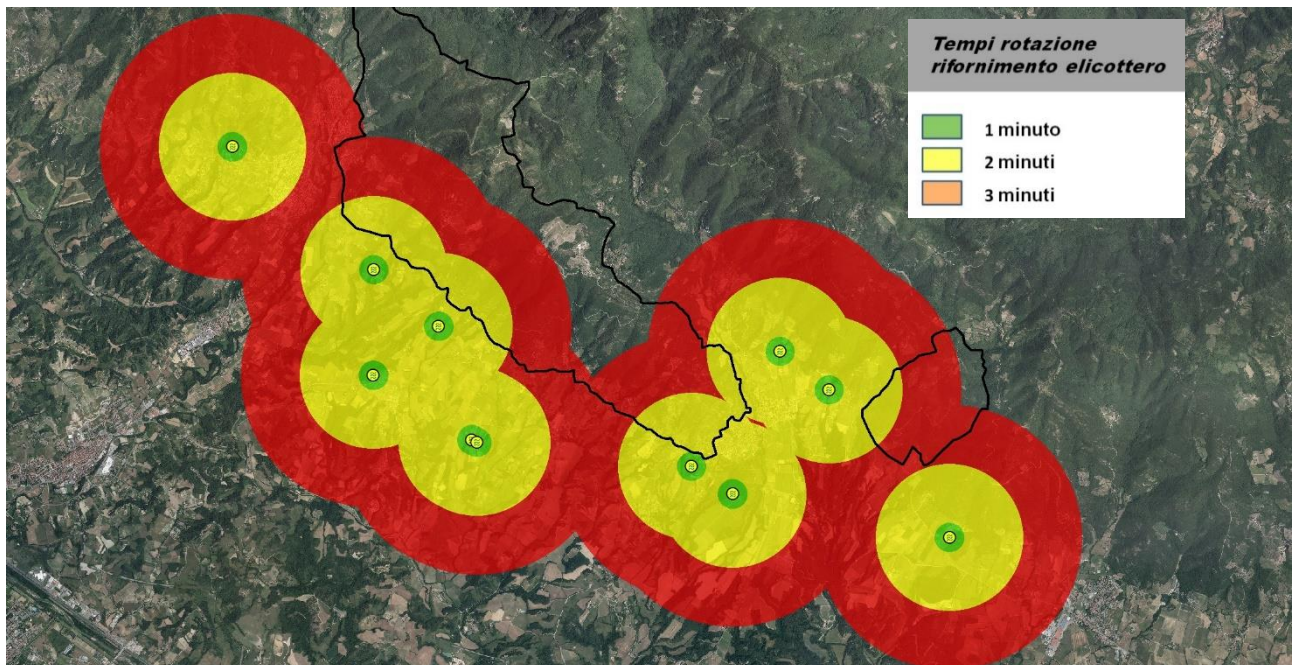 Tempi rotazione
rifornimento elicottero
1 minuto
2 minuti
3 minuti